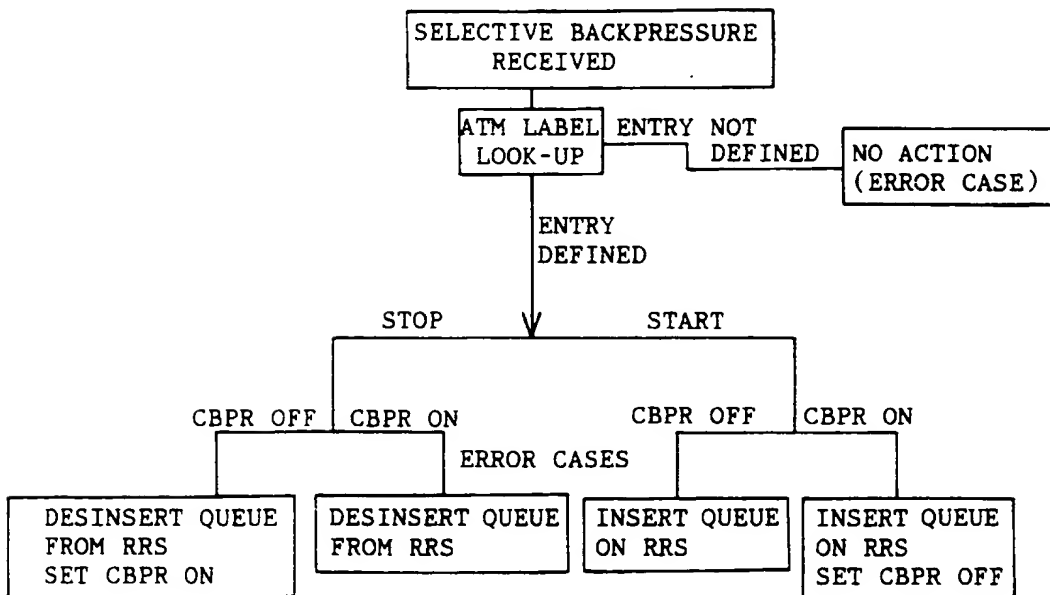 SELECTIVE BACKPRESSURE
RECEIVED
ATM LABEL
LOOK-UP
ENTRY NOT
DEFINED
NO ACTION
(ERROR CASE)
ENTRY
DEFINED
STOP
START
CBPR OFF
CBPR ON
CBPR OFF
CBPR ON
ERROR CASES
DESINSERT QUEUE
FROM RRS
SET CBPR ON
DESINSERT QUEUE
FROM RRS
INSERT QUEUE
ON RRS
INSERT QUEUE
ON RRS
SET CBPR OFF